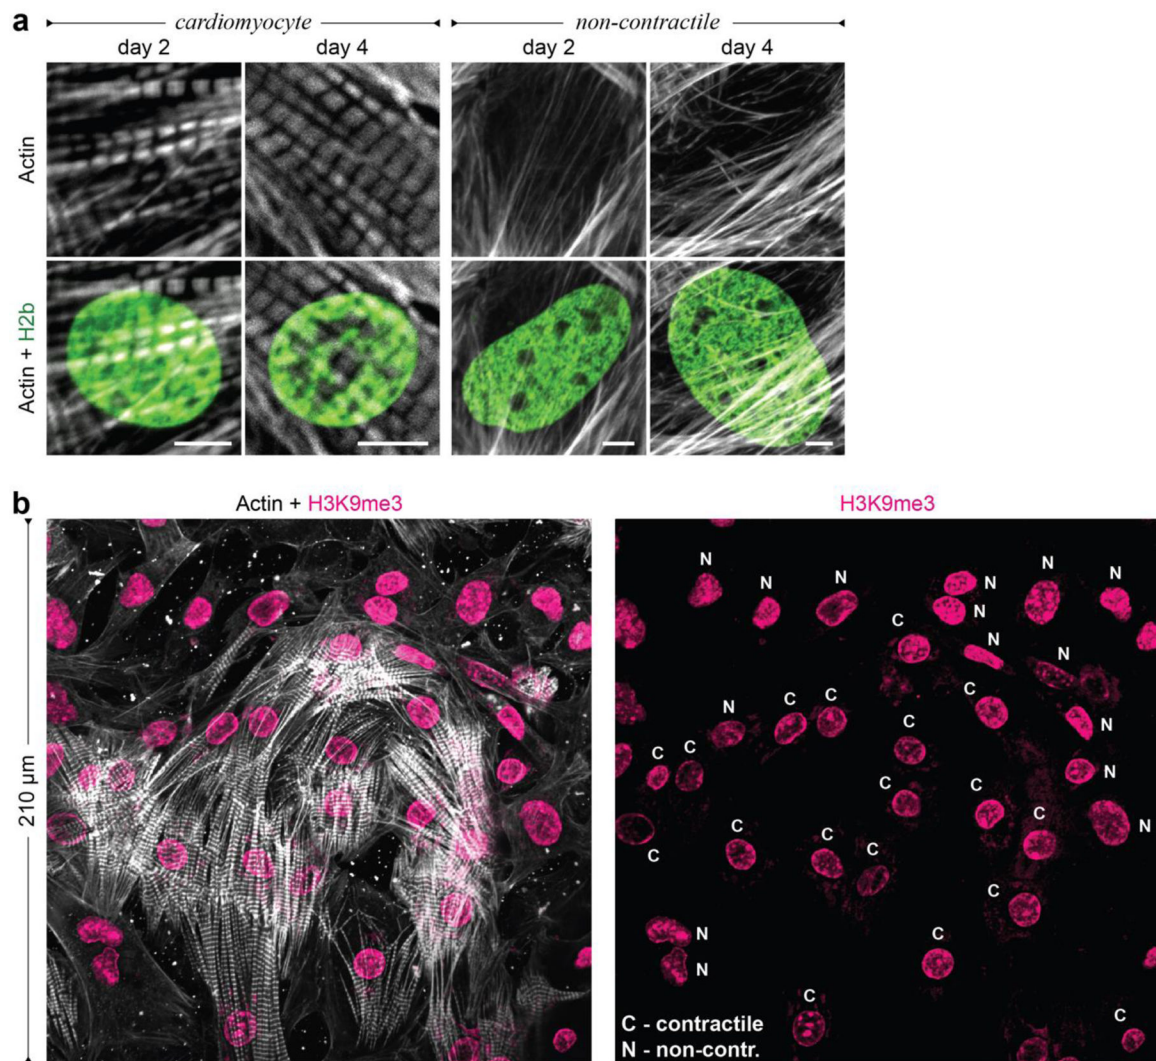 a
cardiomyocyte non-contractile
day 2 day 4 day 2 day 4
Actin
Actin + H2b
b
Actin + H3K9me3 H3K9me3
210 μm
N N N N N N N
C N N
C
N C C N
C
C C N
C C C N
C C C C
C
N C
N
C
C C
C - contractile
N - non-contr.